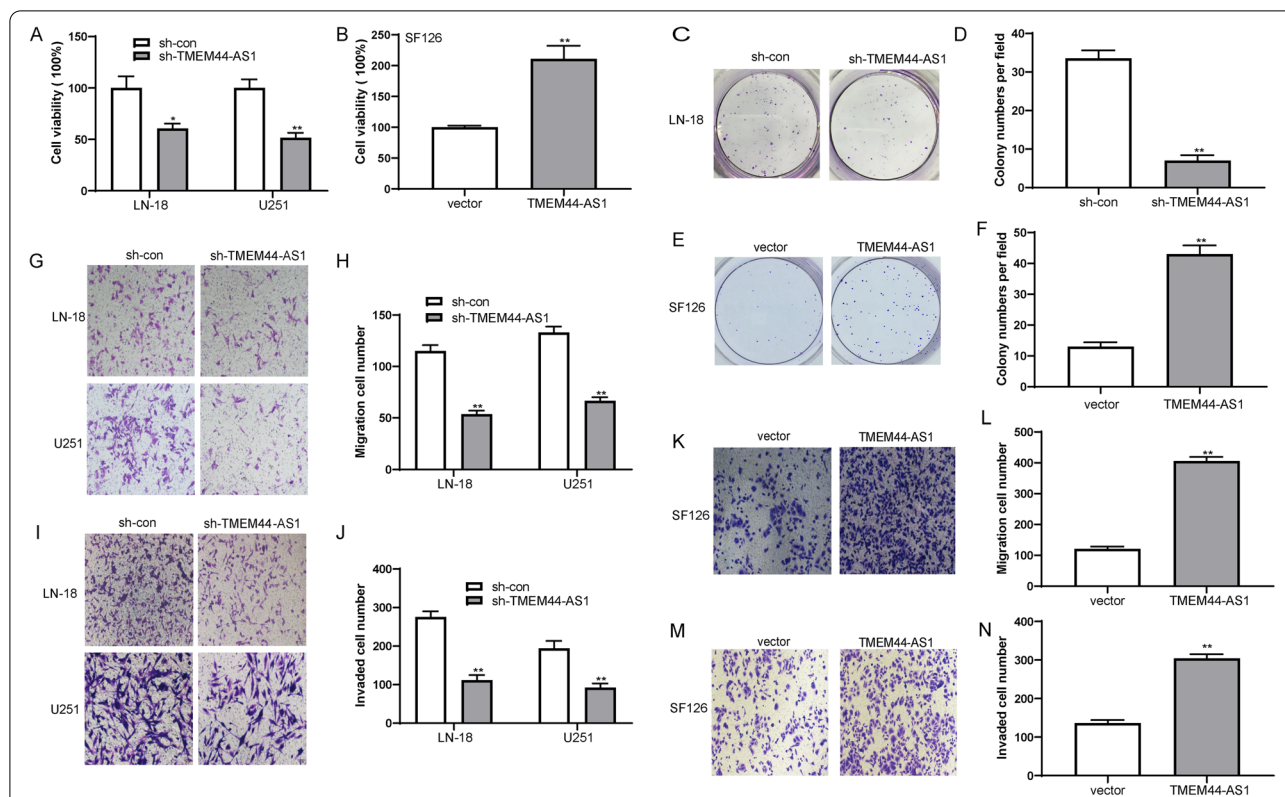 A
Cell viability ( 100%)
150
100
50
0
sh-con
sh-TMEM44-AS1
*
**
LN-18
U251
B
SF126
Cell viability ( 100%)
250
200
150
100
50
0
**
vector
TMEM44-AS1
C
sh-con
sh-TMEM44-AS1
LN-18
D
Colony numbers per field
40
30
20
10
0
**
sh-con
sh-TMEM44-AS1
E
vector
TMEM44-AS1
SF126
F
Colony numbers per field
50
40
30
20
10
0
**
vector
TMEM44-AS1
G
sh-con
sh-TMEM44-AS1
LN-18
U251
H
sh-con
sh-TMEM44-AS1
Migration cell number
150
100
50
0
**
**
LN-18
U251
I
sh-con
sh-TMEM44-AS1
LN-18
U251
J
sh-con
sh-TMEM44-AS1
Invaded cell number
400
300
200
100
0
**
**
LN-18
U251
K
vector
TMEM44-AS1
SF126
L
Migration cell number
500
400
300
200
100
0
**
vector
TMEM44-AS1
M
vector
TMEM44-AS1
SF126
N
Invaded cell number
400
300
200
100
0
**
vector
TMEM44-AS1